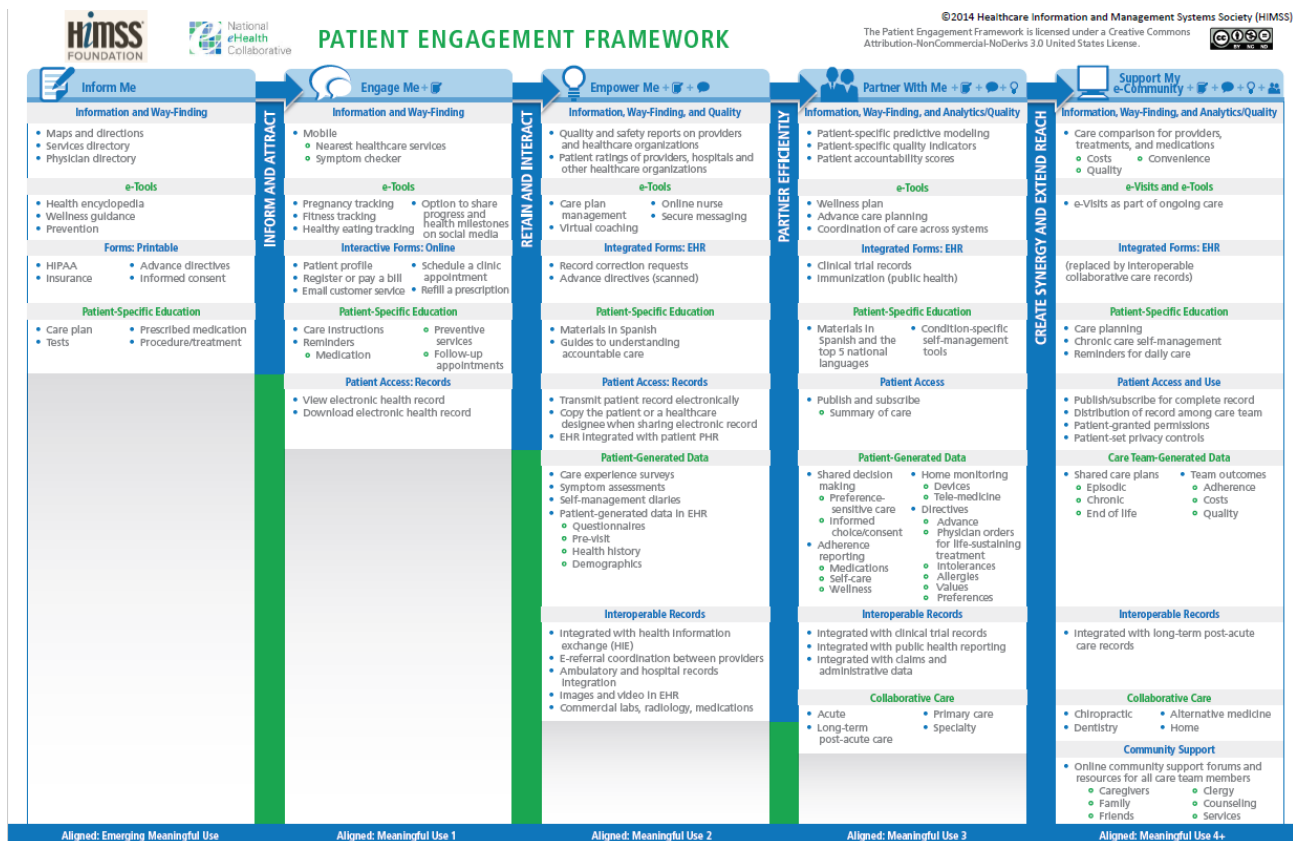 HiMSS
FOUNDATION
National
eHealth
Collaborative
PATIENT ENGAGEMENT FRAMEWORK
©2014 Healthcare Information and Management Systems Society (HIMSS)
The Patient Engagement Framework is licensed under a Creative Commons
Attribution-NonCommercial-NoDerivs 3.0 United States License.
cc
BY NC ND
Inform Me
Information and Way-Finding
• Maps and directions
• Services directory
• Physician directory
e-Tools
• Health encyclopedia
• Wellness guidance
• Prevention
Forms: Printable
• HIPAA
• Insurance
• Advance directives
• Informed consent
Patient-Specific Education
• Care plan
• Tests
• Prescribed medication
• Procedure/treatment
Aligned: Emerging Meaningful Use
INFORM AND ATTRACT
Engage Me +
Information and Way-Finding
• Mobile
Nearest healthcare services
Symptom checker
e-Tools
• Pregnancy tracking
• Fitness tracking
• Healthy eating tracking
• Option to share
progress and
health milestones
on social media
Interactive Forms: Online
• Patient profile
• Register or pay a bill
• Email customer service
• Schedule a clinic
appointment
• Refill a prescription
Patient-Specific Education
• Care instructions
• Reminders
Medication
Preventive
services
Follow-up
appointments
Patient Access: Records
• View electronic health record
• Download electronic health record
Aligned: Meaningful Use 1
RETAIN AND INTERACT
Empower Me + +
Information, Way-Finding, and Quality
• Quality and safety reports on providers
and healthcare organizations
• Patient ratings of providers, hospitals and
other healthcare organizations
e-Tools
• Care plan
management
• Virtual coaching
• Online nurse
• Secure messaging
Integrated Forms: EHR
• Record correction requests
• Advance directives (scanned)
Patient-Specific Education
• Materials in Spanish
• Guides to understanding
accountable care
Patient Access: Records
• Transmit patient record electronically
• Copy the patient or a healthcare
designee when sharing electronic record
• EHR integrated with patient PHR
Patient-Generated Data
• Care experience surveys
• Symptom assessments
• Self-management diaries
• Patient-generated data in EHR
Questionnaires
Pre-visit
Health history
Demographics
Interoperable Records
• Integrated with health information
exchange (HIE)
• E-referral coordination between providers
• Ambulatory and hospital records
integration
• Images and video in EHR
• Commercial labs, radiology, medications
Aligned: Meaningful Use 2
PARTNER EFFICIENTLY
Partner With Me + + +
Information, Way-Finding, and Analytics/Quality
• Patient-specific predictive modeling
• Patient-specific quality indicators
• Patient accountability scores
e-Tools
• Wellness plan
• Advance care planning
• Coordination of care across systems
Integrated Forms: EHR
• Clinical trial records
• Immunization (public health)
Patient-Specific Education
• Materials in
Spanish and the
top 5 national
languages
• Condition-specific
self-management
tools
Patient Access
• Publish and subscribe
Summary of care
Patient-Generated Data
• Shared decision
making
Preference-
sensitive care
Informed
choice/consent
• Adherence
reporting
Medications
Self-care
Wellness
• Home monitoring
Devices
Tele-medicine
• Directives
Advance
Physician orders
for life-sustaining
treatment
Intolerances
Allergies
Values
Preferences
Interoperable Records
• Integrated with clinical trial records
• Integrated with public health reporting
• Integrated with claims and
administrative data
Collaborative Care
• Acute
• Long-term
post-acute care
• Primary care
• Specialty
Aligned: Meaningful Use 3
CREATE SYNERGY AND EXTEND REACH
Support My
e-Community + + + +
Information, Way-Finding, and Analytics/Quality
• Care comparison for providers,
treatments, and medications
Costs
Quality
Convenience
e-Visits and e-Tools
• e-Visits as part of ongoing care
Integrated Forms: EHR
(replaced by interoperable
collaborative care records)
Patient-Specific Education
• Care planning
• Chronic care self-management
• Reminders for daily care
Patient Access and Use
• Publish/subscribe for complete record
• Distribution of record among care team
• Patient-granted permissions
• Patient-set privacy controls
Care Team-Generated Data
• Shared care plans
Episodic
Chronic
End of life
• Team outcomes
Adherence
Costs
Quality
Interoperable Records
• Integrated with long-term post-acute
care records
Collaborative Care
• Chiropractic
• Dentistry
• Alternative medicine
• Home
Community Support
• Online community support forums and
resources for all care team members
Caregivers
Family
Friends
Clergy
Counseling
Services
Aligned: Meaningful Use 4+